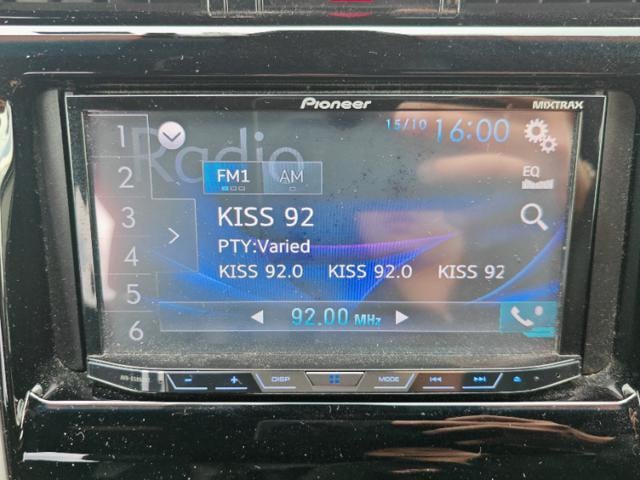 Pioneer
MIXTRAX
Radio
15/10 16:00
1
2
3
4
5
6
FM1 AM
EQ
KISS 92
PTY:Varied
KISS 92.0 KISS 92.0 KISS 92
92.00 MHz
DISP
MODE